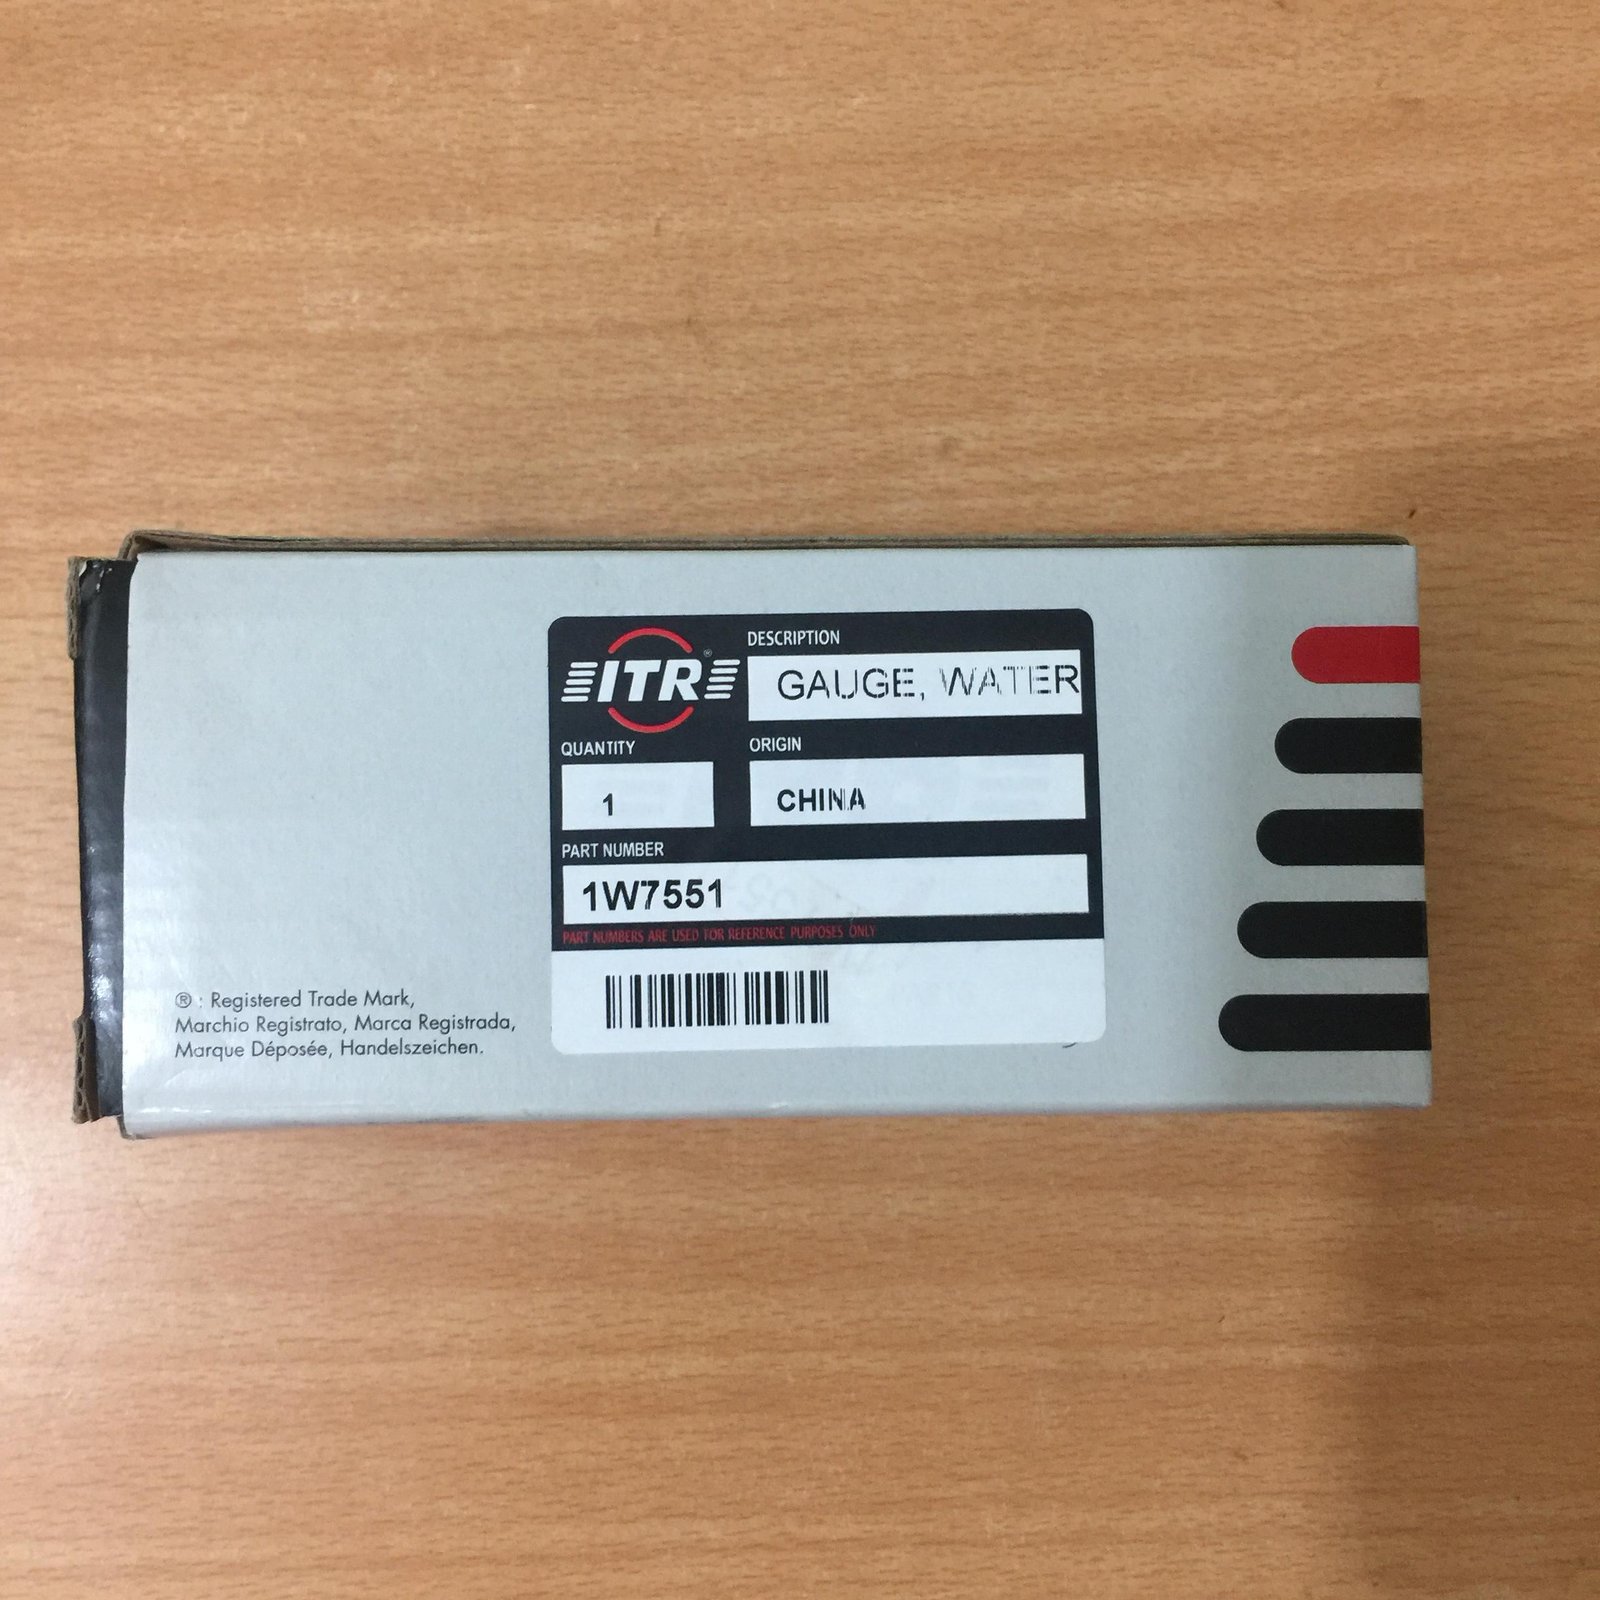 ITR®
DESCRIPTION
GAUGE, WATER
QUANTITY
1
ORIGIN
CHINA
PART NUMBER
1W7551
PART NUMBERS ARE USED FOR REFERENCE PURPOSES ONLY
® : Registered Trade Mark,
Marchio Registrato, Marca Registrada,
Marque Déposée, Handelszeichen.